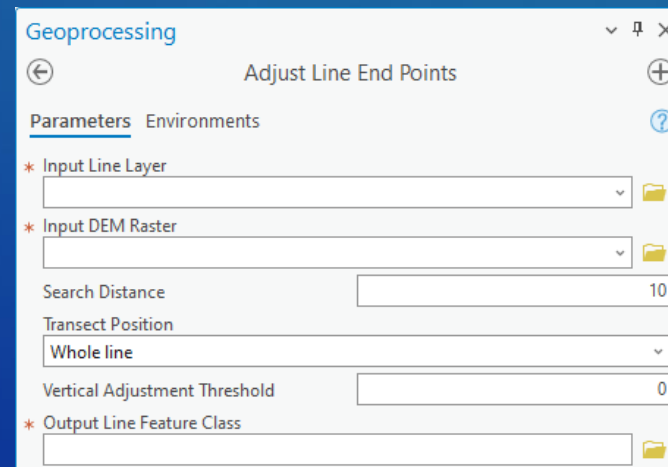 Geoprocessing
Adjust Line End Points
Parameters Environments
* Input Line Layer
* Input DEM Raster
Search Distance 10
Transect Position
Whole line
Vertical Adjustment Threshold 0
* Output Line Feature Class